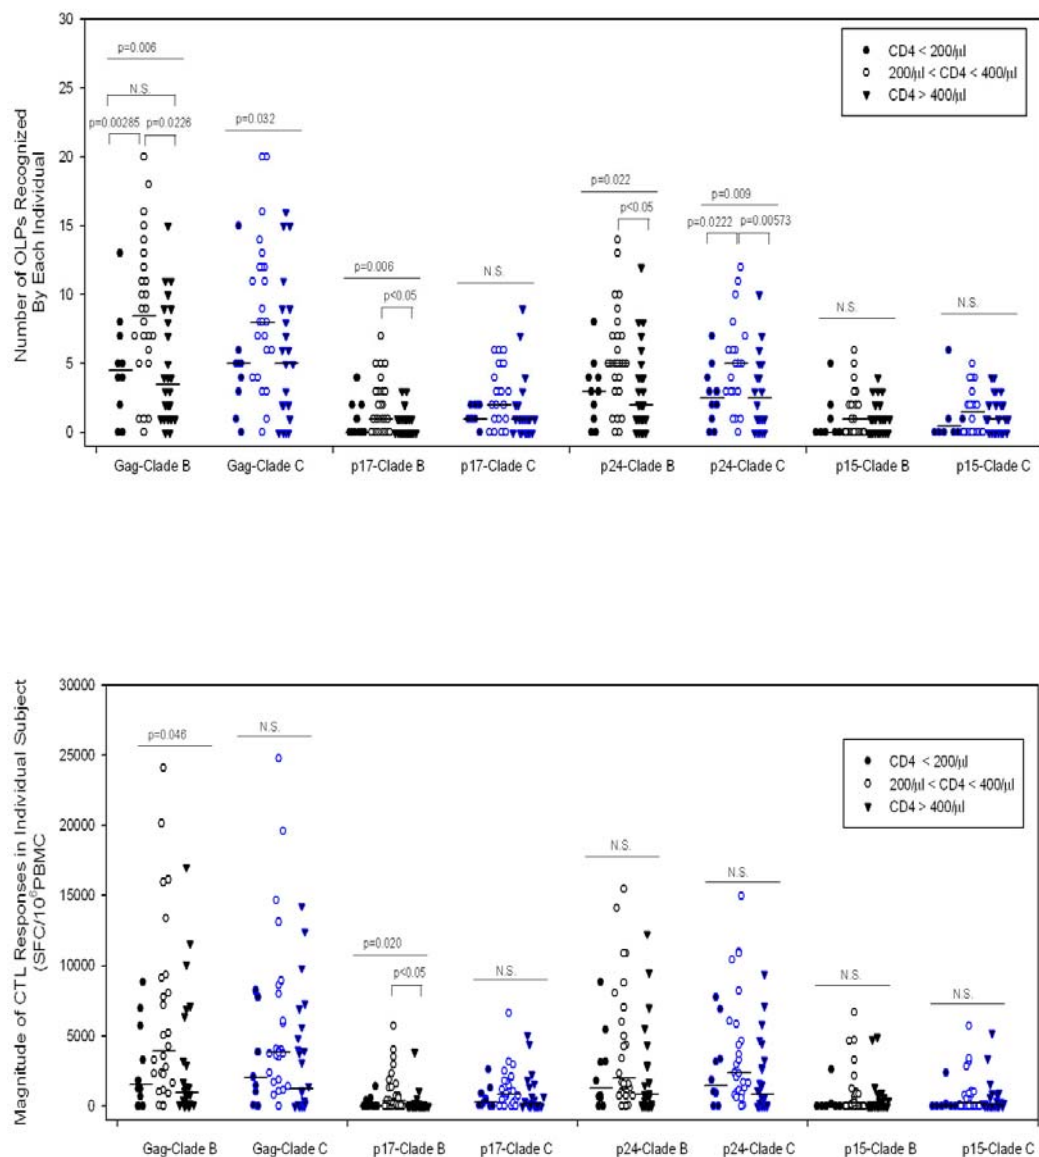 30
25
20
15
10
5
0
Number of OLPs Recognized
By Each Individual
p=0.006
N.S.
p=0.00285
p=0.0226
p=0.032
p=0.006
p<0.05
N.S.
p=0.022
p<0.05
p=0.009
p=0.0222
p=0.00573
N.S.
N.S.
CD4 < 200/µl
200/µl < CD4 < 400/µl
CD4 > 400/µl
Gag-Clade B
Gag-Clade C
p17-Clade B
p17-Clade C
p24-Clade B
p24-Clade C
p15-Clade B
p15-Clade C
30000
25000
20000
15000
10000
5000
0
Magnitude of CTL Responses in Individual Subject
(SFC/10⁶PBMC
p=0.046
N.S.
p=0.020
p<0.05
N.S.
N.S.
N.S.
N.S.
N.S.
CD4 < 200/µl
200/µl < CD4 < 400/µl
CD4 > 400/µl
Gag-Clade B
Gag-Clade C
p17-Clade B
p17-Clade C
p24-Clade B
p24-Clade C
p15-Clade B
p15-Clade C